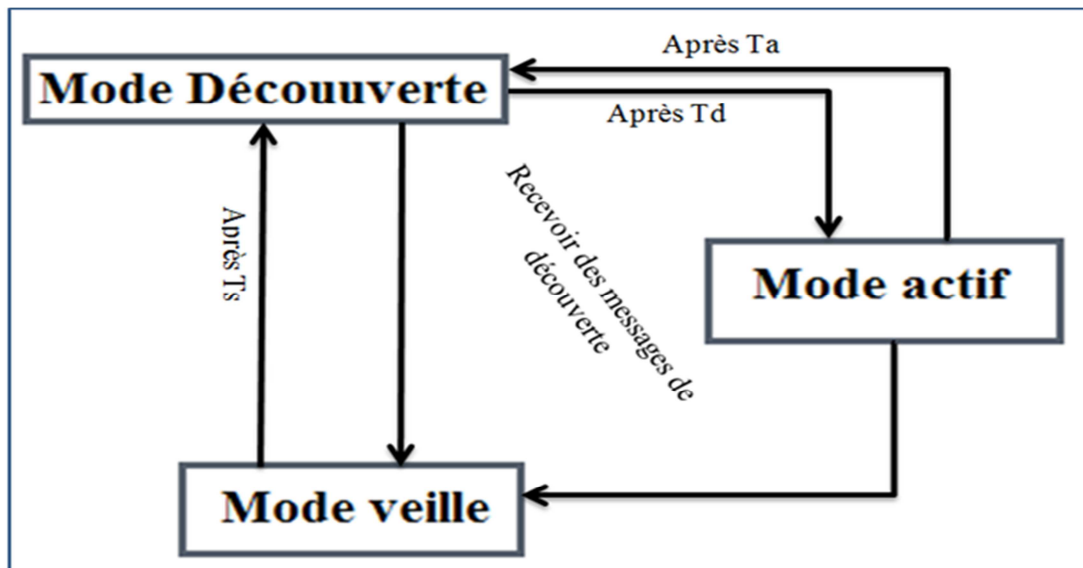 Après Ta
Mode Découuverte
Après Td
Recevoir des messages de
découverte
Après Ts
Mode actif
Mode veille